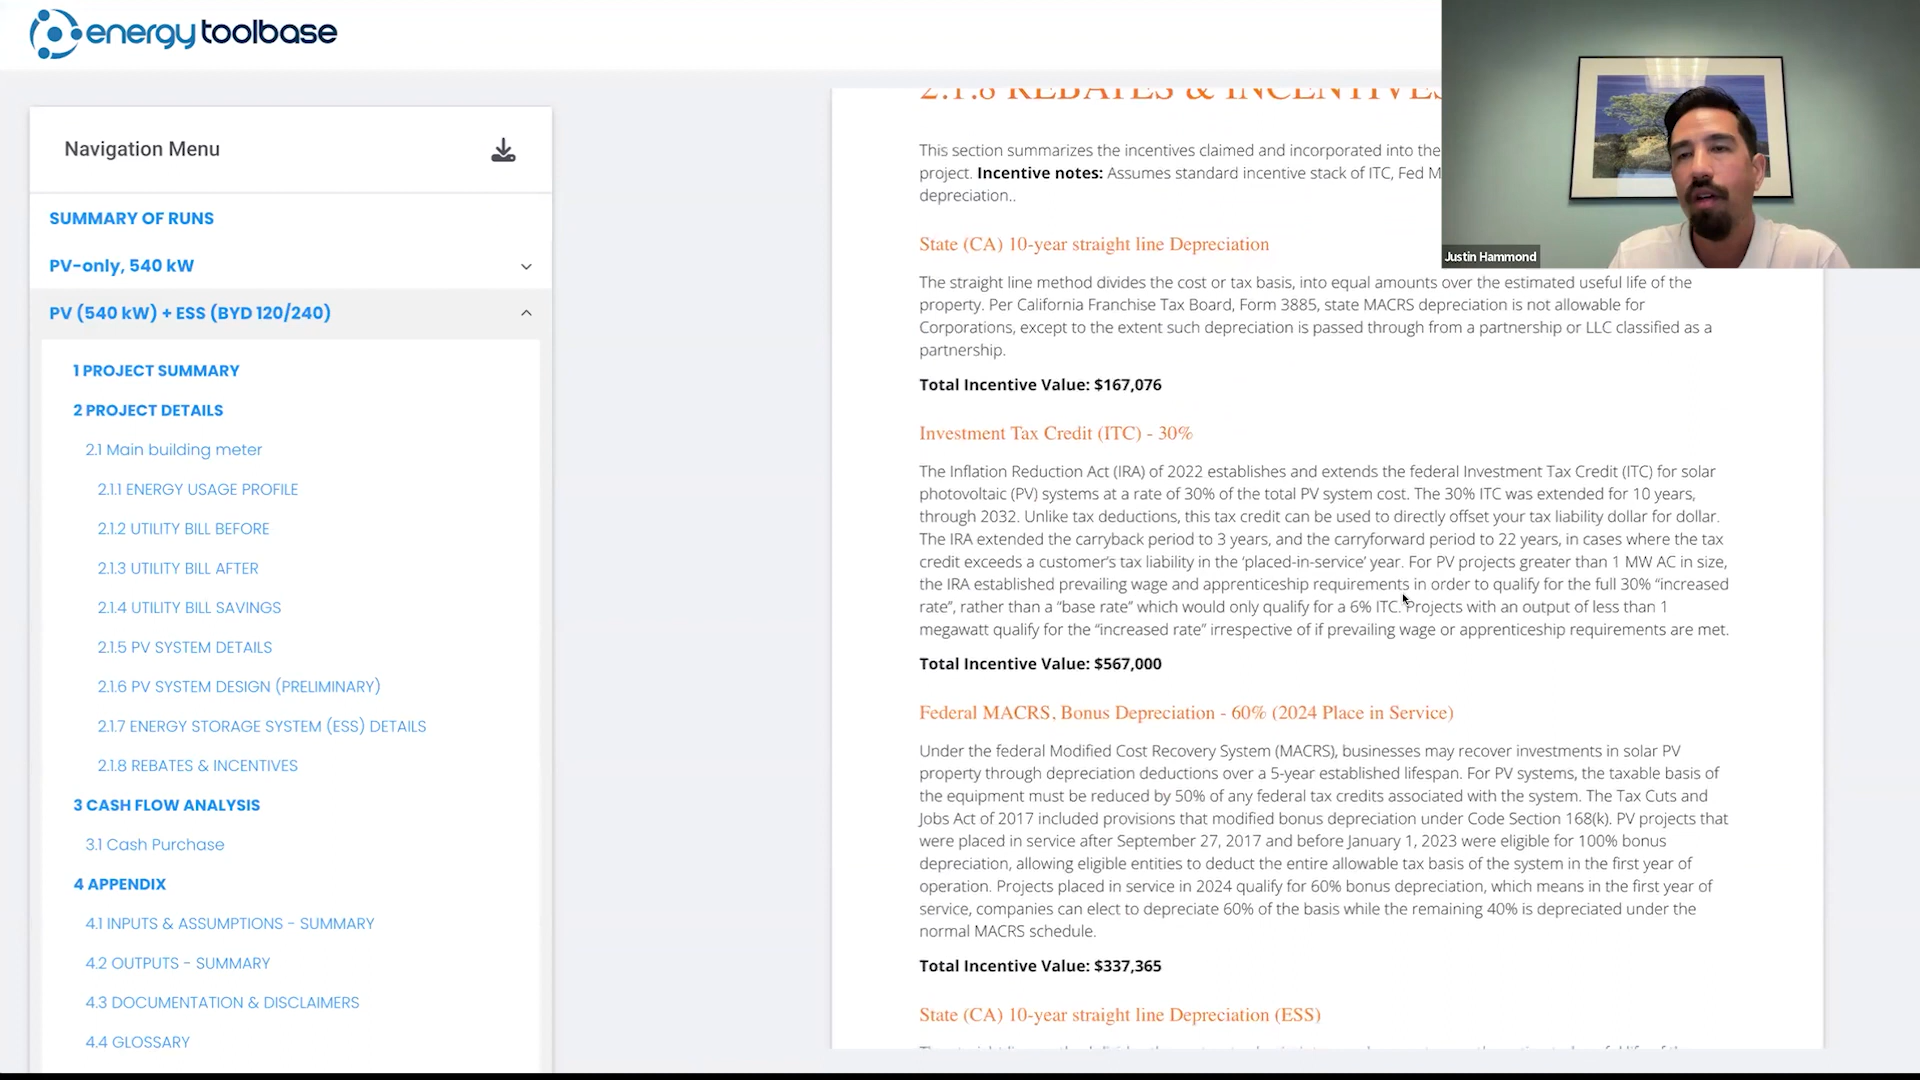 energy toolbase
Navigation Menu
SUMMARY OF RUNS
PV-only, 540 kW
PV (540 kW) + ESS (BYD 120/240)
1 PROJECT SUMMARY
2 PROJECT DETAILS
2.1 Main building meter
2.1.1 ENERGY USAGE PROFILE
2.1.2 UTILITY BILL BEFORE
2.1.3 UTILITY BILL AFTER
2.1.4 UTILITY BILL SAVINGS
2.1.5 PV SYSTEM DETAILS
2.1.6 PV SYSTEM DESIGN (PRELIMINARY)
2.1.7 ENERGY STORAGE SYSTEM (ESS) DETAILS
2.1.8 REBATES & INCENTIVES
3 CASH FLOW ANALYSIS
3.1 Cash Purchase
4 APPENDIX
4.1 INPUTS & ASSUMPTIONS - SUMMARY
4.2 OUTPUTS - SUMMARY
4.3 DOCUMENTATION & DISCLAIMERS
4.4 GLOSSARY
2.1.8 REBATES & INCENTIVES
This section summarizes the incentives claimed and incorporated into the
project. Incentive notes: Assumes standard incentive stack of ITC, Fed M
depreciation..
State (CA) 10-year straight line Depreciation
The straight line method divides the cost or tax basis, into equal amounts over the estimated useful life of the
property. Per California Franchise Tax Board, Form 3885, state MACRS depreciation is not allowable for
Corporations, except to the extent such depreciation is passed through from a partnership or LLC classified as a
partnership.
Total Incentive Value: $167,076
Investment Tax Credit (ITC) - 30%
The Inflation Reduction Act (IRA) of 2022 establishes and extends the federal Investment Tax Credit (ITC) for solar
photovoltaic (PV) systems at a rate of 30% of the total PV system cost. The 30% ITC was extended for 10 years,
through 2032. Unlike tax deductions, this tax credit can be used to directly offset your tax liability dollar for dollar.
The IRA extended the carryback period to 3 years, and the carryforward period to 22 years, in cases where the tax
credit exceeds a customer's tax liability in the ‘placed-in-service’ year. For PV projects greater than 1 MW AC in size,
the IRA established prevailing wage and apprenticeship requirements in order to qualify for the full 30% “increased
rate”, rather than a “base rate” which would only qualify for a 6% ITC. Projects with an output of less than 1
megawatt qualify for the “increased rate” irrespective of if prevailing wage or apprenticeship requirements are met.
Total Incentive Value: $567,000
Federal MACRS, Bonus Depreciation - 60% (2024 Place in Service)
Under the federal Modified Cost Recovery System (MACRS), businesses may recover investments in solar PV
property through depreciation deductions over a 5-year established lifespan. For PV systems, the taxable basis of
the equipment must be reduced by 50% of any federal tax credits associated with the system. The Tax Cuts and
Jobs Act of 2017 included provisions that modified bonus depreciation under Code Section 168(k). PV projects that
were placed in service after September 27, 2017 and before January 1, 2023 were eligible for 100% bonus
depreciation, allowing eligible entities to deduct the entire allowable tax basis of the system in the first year of
operation. Projects placed in service in 2024 qualify for 60% bonus depreciation, which means in the first year of
service, companies can elect to depreciate 60% of the basis while the remaining 40% is depreciated under the
normal MACRS schedule.
Total Incentive Value: $337,365
State (CA) 10-year straight line Depreciation (ESS)
Justin Hammond